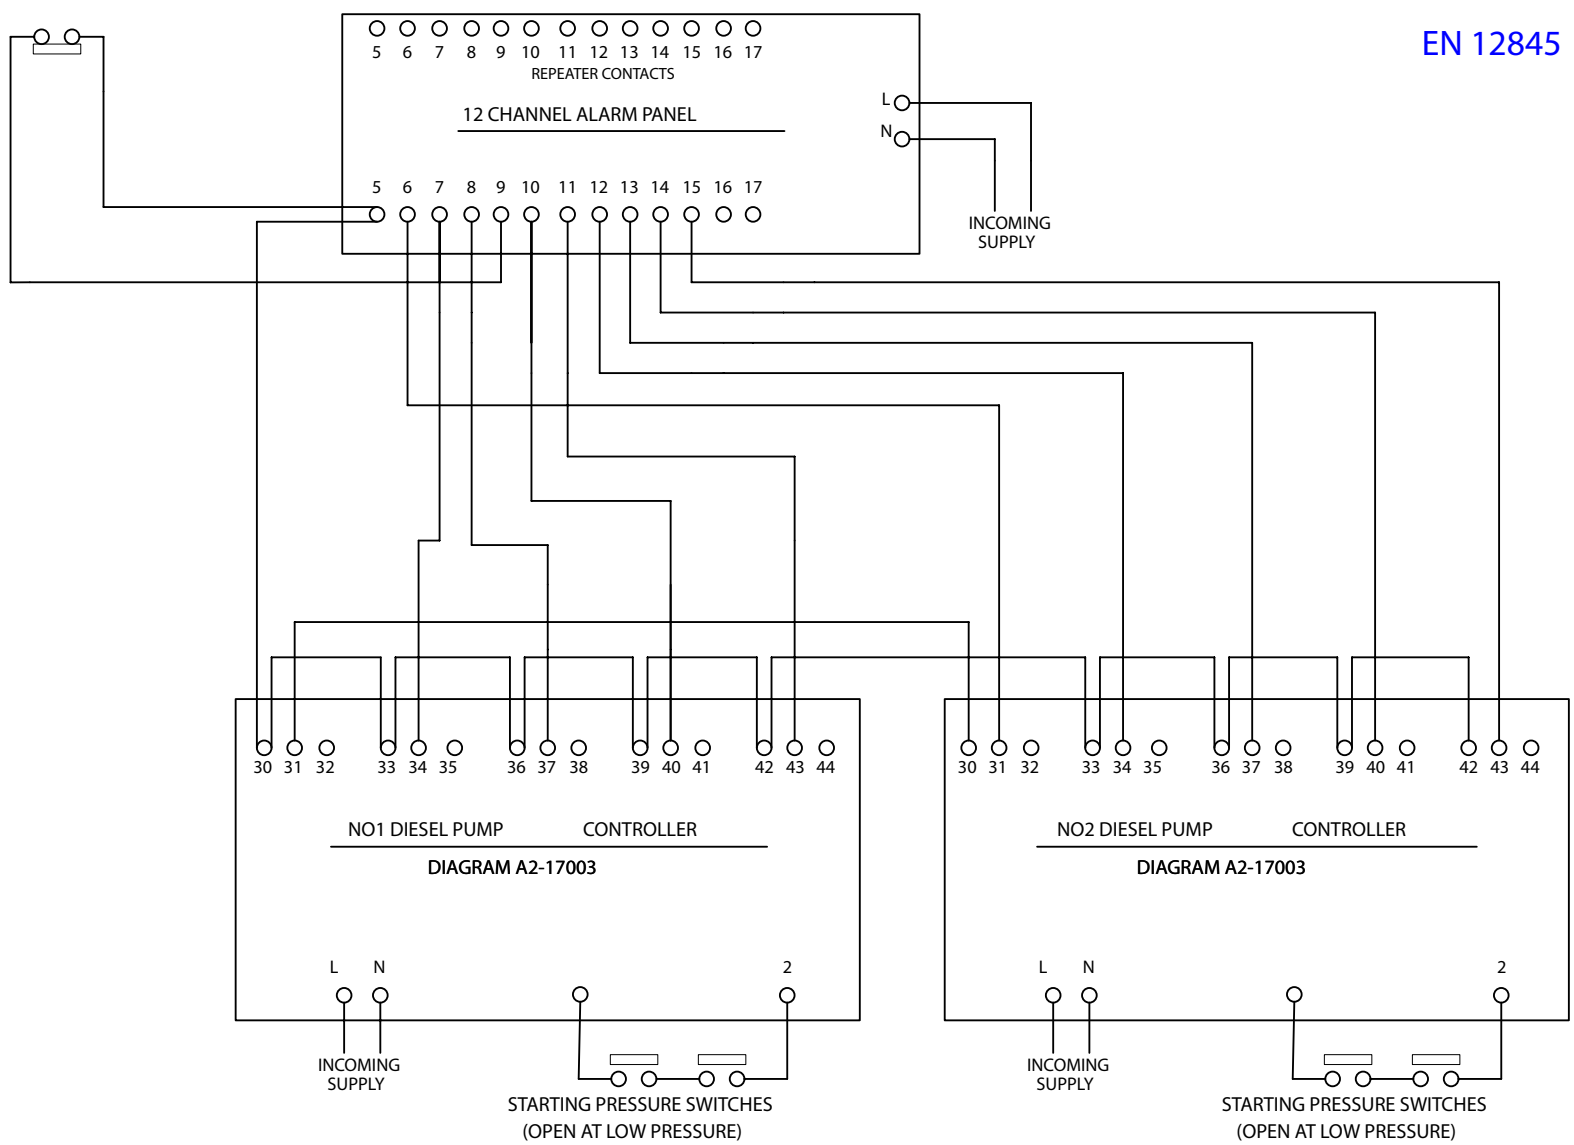 EN 12845
5 6 7 8 9 10 11 12 13 14 15 16 17
REPEATER CONTACTS
12 CHANNEL ALARM PANEL
L
N
5 6 7 8 9 10 11 12 13 14 15 16 17
INCOMING
SUPPLY
30 31 32 33 34 35 36 37 38 39 40 41 42 43 44
NO1 DIESEL PUMP CONTROLLER
DIAGRAM A2-17003
L N 2
INCOMING
SUPPLY
STARTING PRESSURE SWITCHES
(OPEN AT LOW PRESSURE)
30 31 32 33 34 35 36 37 38 39 40 41 42 43 44
NO2 DIESEL PUMP CONTROLLER
DIAGRAM A2-17003
L N 2
INCOMING
SUPPLY
STARTING PRESSURE SWITCHES
(OPEN AT LOW PRESSURE)